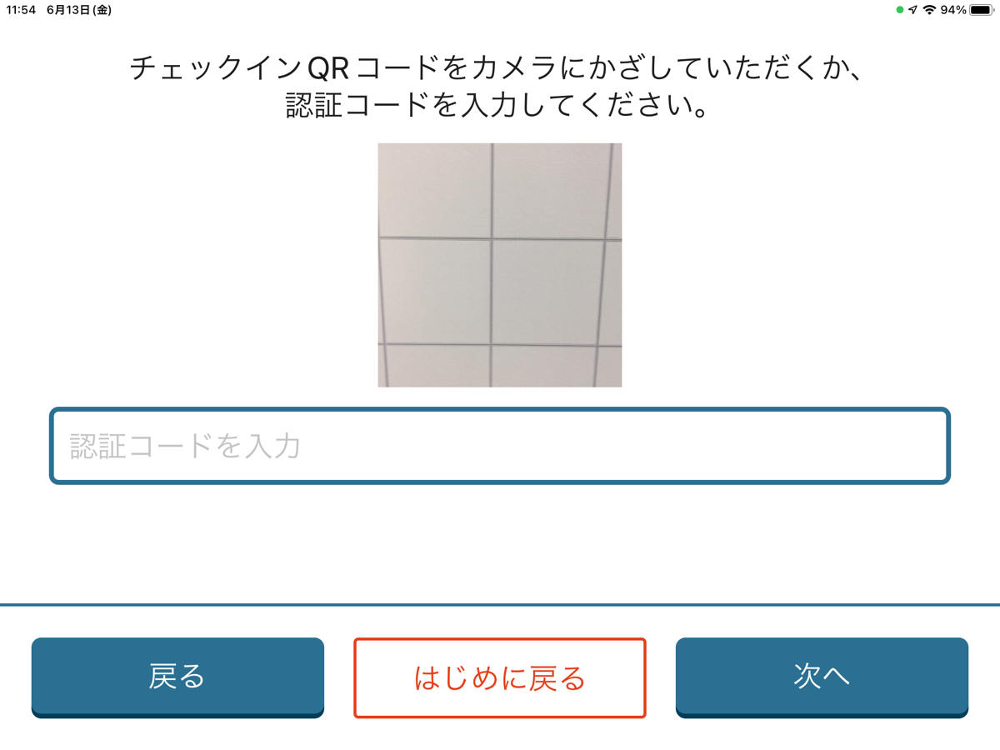 11:54 6月13日(金) 94%
チェックインQRコードをカメラにかざしていただくか、
認証コードを入力してください。
認証コードを入力
戻る はじめに戻る 次へ